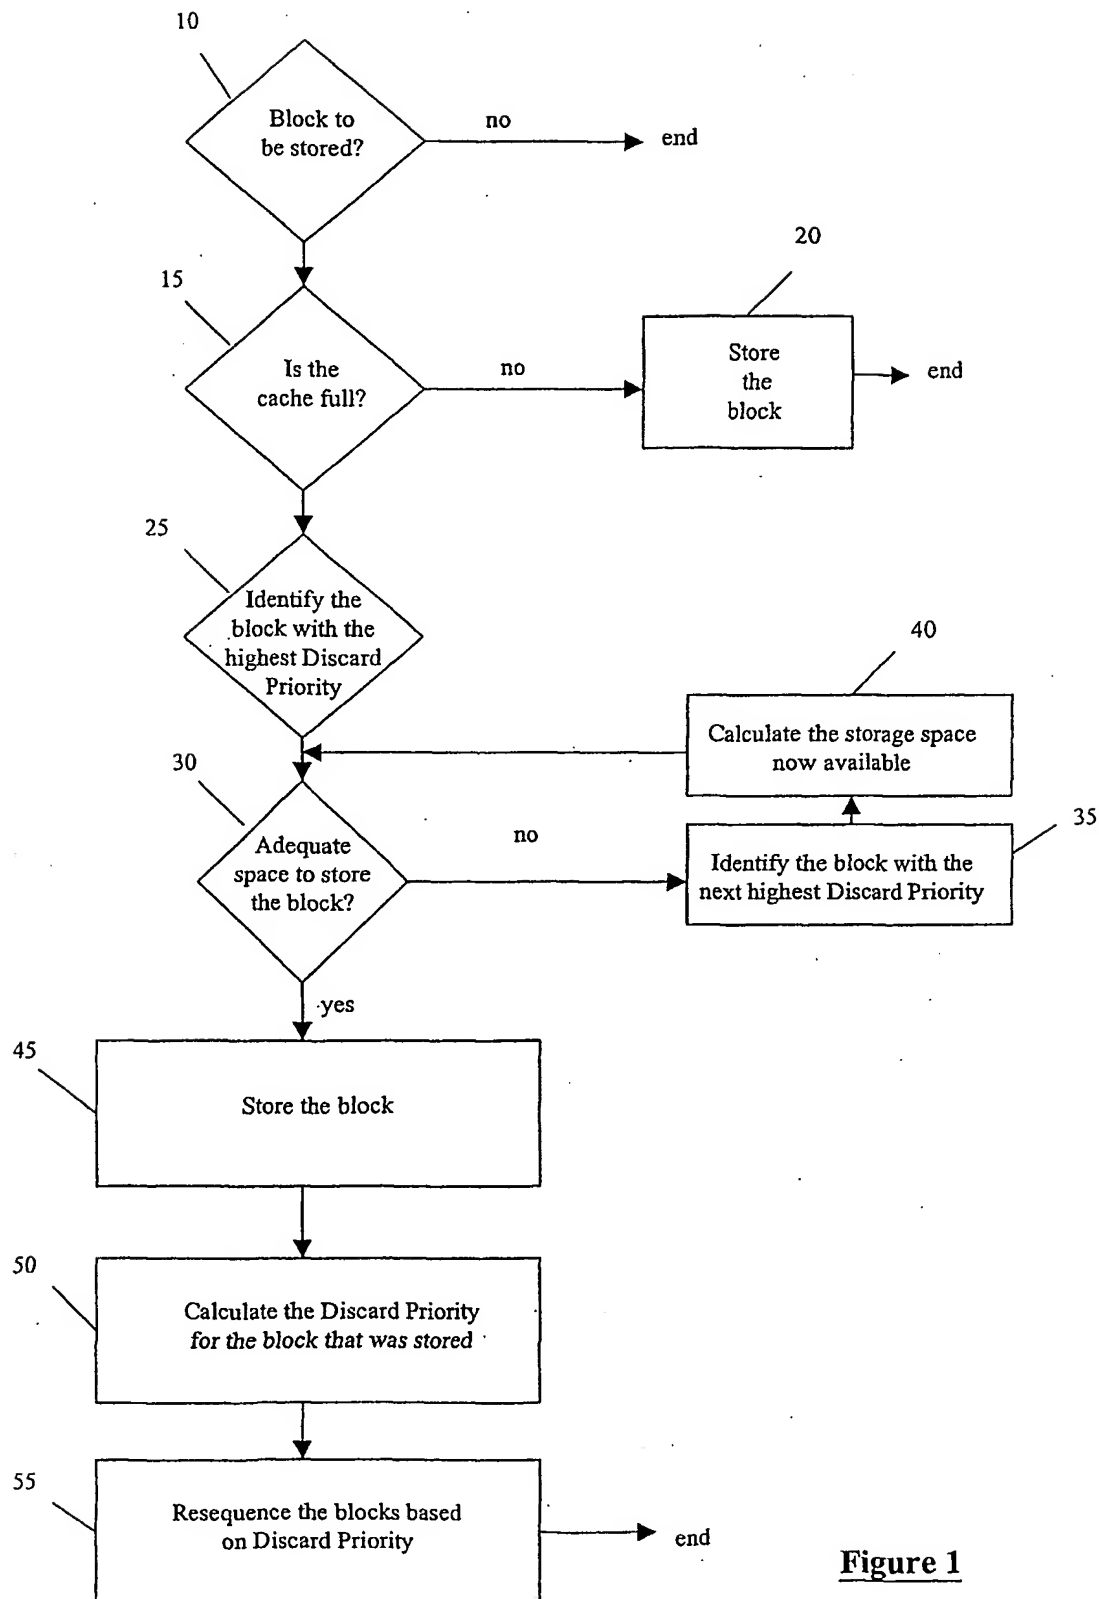 10
Block to
be stored?
no
end
20
15
Is the
cache full?
no
Store
the
block
end
25
Identify the
block with the
highest Discard
Priority
40
Calculate the storage space
now available
30
Adequate
space to store
the block?
no
35
Identify the block with the
next highest Discard Priority
yes
45
Store the block
50
Calculate the Discard Priority
for the block that was stored
55
Resequence the blocks based
on Discard Priority
end
Figure 1